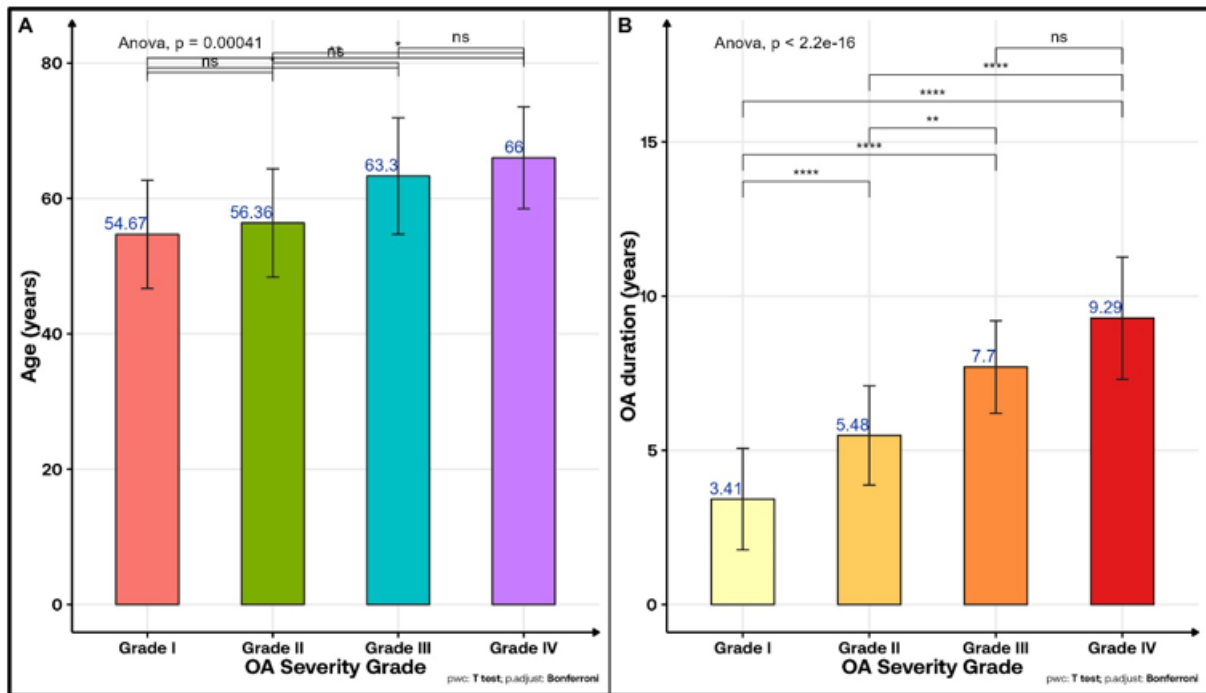 A
Anova, p = 0.00041
ns
*
ns
80
60
40
20
0
Age (years)
54.67
56.36
63.3
66
Grade I
Grade II
Grade III
Grade IV
OA Severity Grade
pwc: T test; p.adjust: Bonferroni
B
Anova, p < 2.2e-16
ns
****
****
**
****
****
15
10
5
0
OA duration (years)
3.41
5.48
7.7
9.29
Grade I
Grade II
Grade III
Grade IV
OA Severity Grade
pwc: T test; p.adjust: Bonferroni